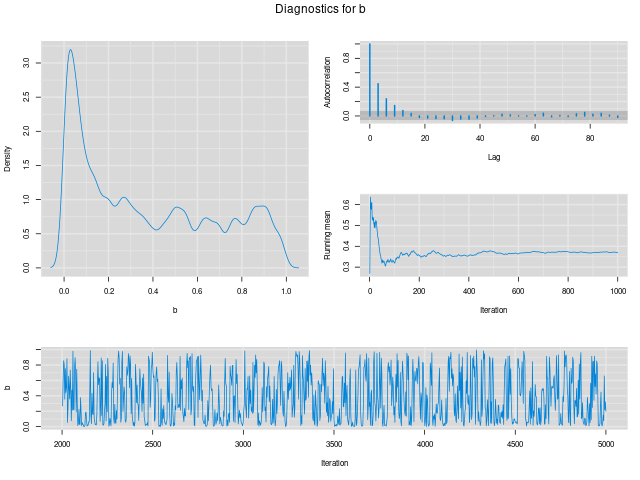 Diagnostics for b
Density
0.0 0.5 1.0 1.5 2.0 2.5 3.0
0.0 0.2 0.4 0.6 0.8 1.0
b
Autocorrelation
0.0 0.4 0.8
0 20 40 60 80
Lag
Running mean
0.3 0.4 0.5 0.6
0 200 400 600 800 1000
Iteration
b
0.0 0.4 0.8
2000 2500 3000 3500 4000 4500 5000
Iteration